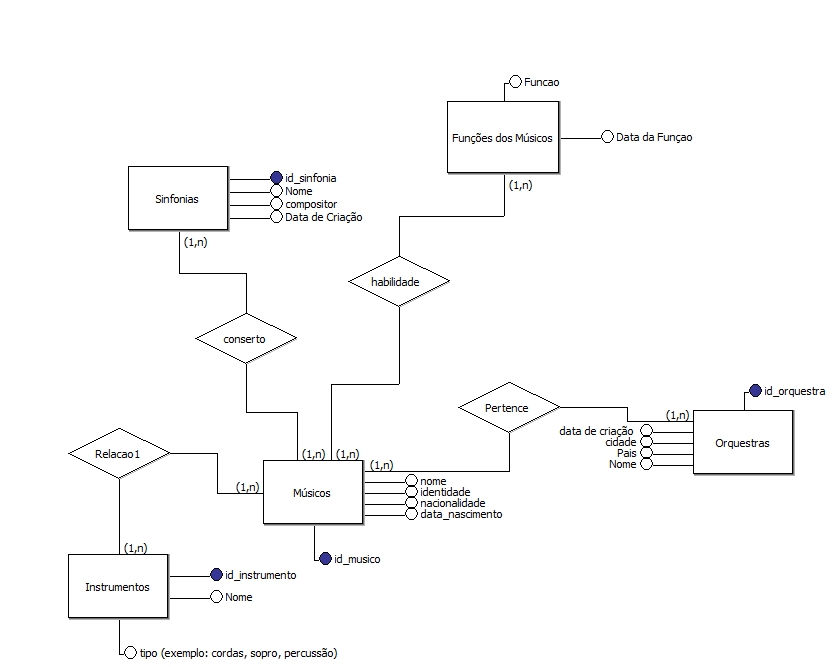 Funcao
Funções dos Músicos
Data da Funçao
(1,n)
Sinfonias
id_sinfonia
Nome
compositor
Data de Criação
(1,n)
habilidade
conserto
Pertence
id_orquestra
(1,n)
Orquestras
data de criação
cidade
Pais
Nome
Relacao1
(1,n)
(1,n)
(1,n)
(1,n)
Músicos
nome
identidade
nacionalidade
data_nascimento
id_musico
(1,n)
Instrumentos
id_instrumento
Nome
tipo (exemplo: cordas, sopro, percussão)